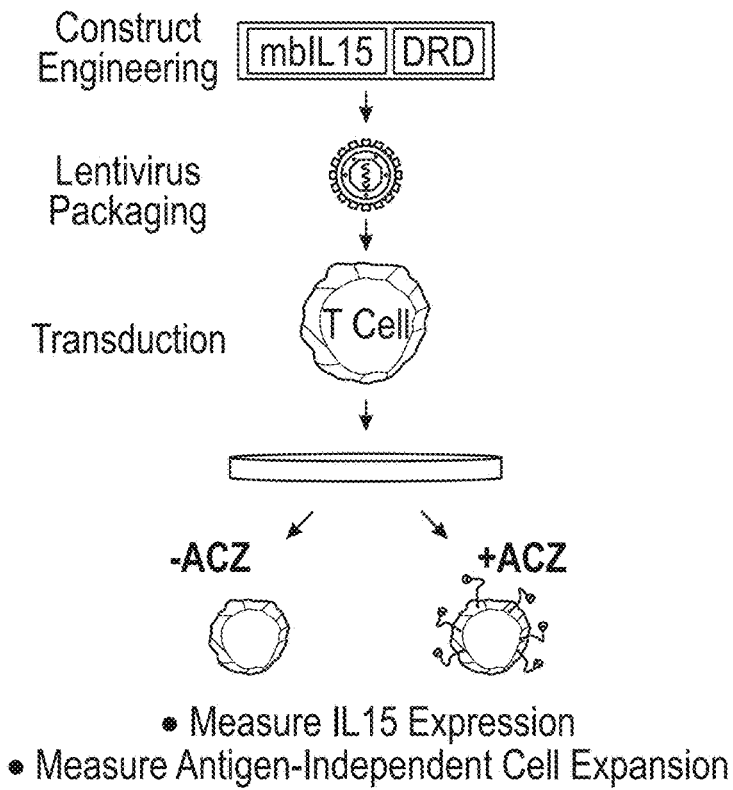 Construct
Engineering
mbIL15 DRD
Lentivirus
Packaging
Transduction
T Cell
-ACZ
+ACZ
• Measure IL15 Expression
• Measure Antigen-Independent Cell Expansion